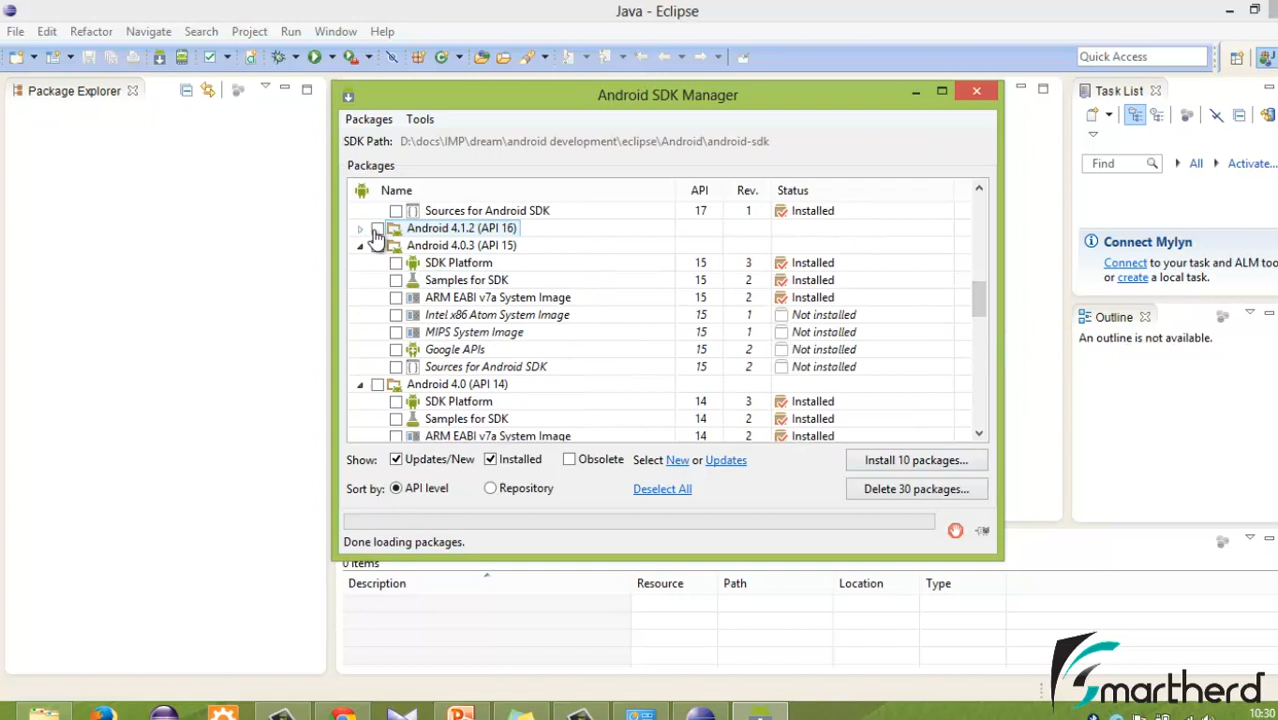 Java - Eclipse
File Edit Refactor Navigate Search Project Run Window Help
Quick Access
Package Explorer
Android SDK Manager
Task List
Packages Tools
SDK Path: D:\docs\IMP\dream\android development\eclipse\Android\android-sdk
Packages
Find All Activate...
Name API Rev. Status
Sources for Android SDK 17 1 Installed
Android 4.1.2 (API 16)
Android 4.0.3 (API 15)
SDK Platform 15 3 Installed
Samples for SDK 15 2 Installed
ARM EABI v7a System Image 15 2 Installed
Intel x86 Atom System Image 15 1 Not installed
MIPS System Image 15 1 Not installed
Google APIs 15 2 Not installed
Sources for Android SDK 15 2 Not installed
Android 4.0 (API 14)
SDK Platform 14 3 Installed
Samples for SDK 14 2 Installed
ARM EABI v7a System Image 14 2 Installed
Connect Mylyn
Connect to your task and ALM too
or create a local task.
Outline
An outline is not available.
Show: Updates/New Installed Obsolete Select New or Updates Install 10 packages...
Sort by: API level Repository Deselect All Delete 30 packages...
Done loading packages.
0 items
Description Resource Path Location Type
Smartherd
10:30